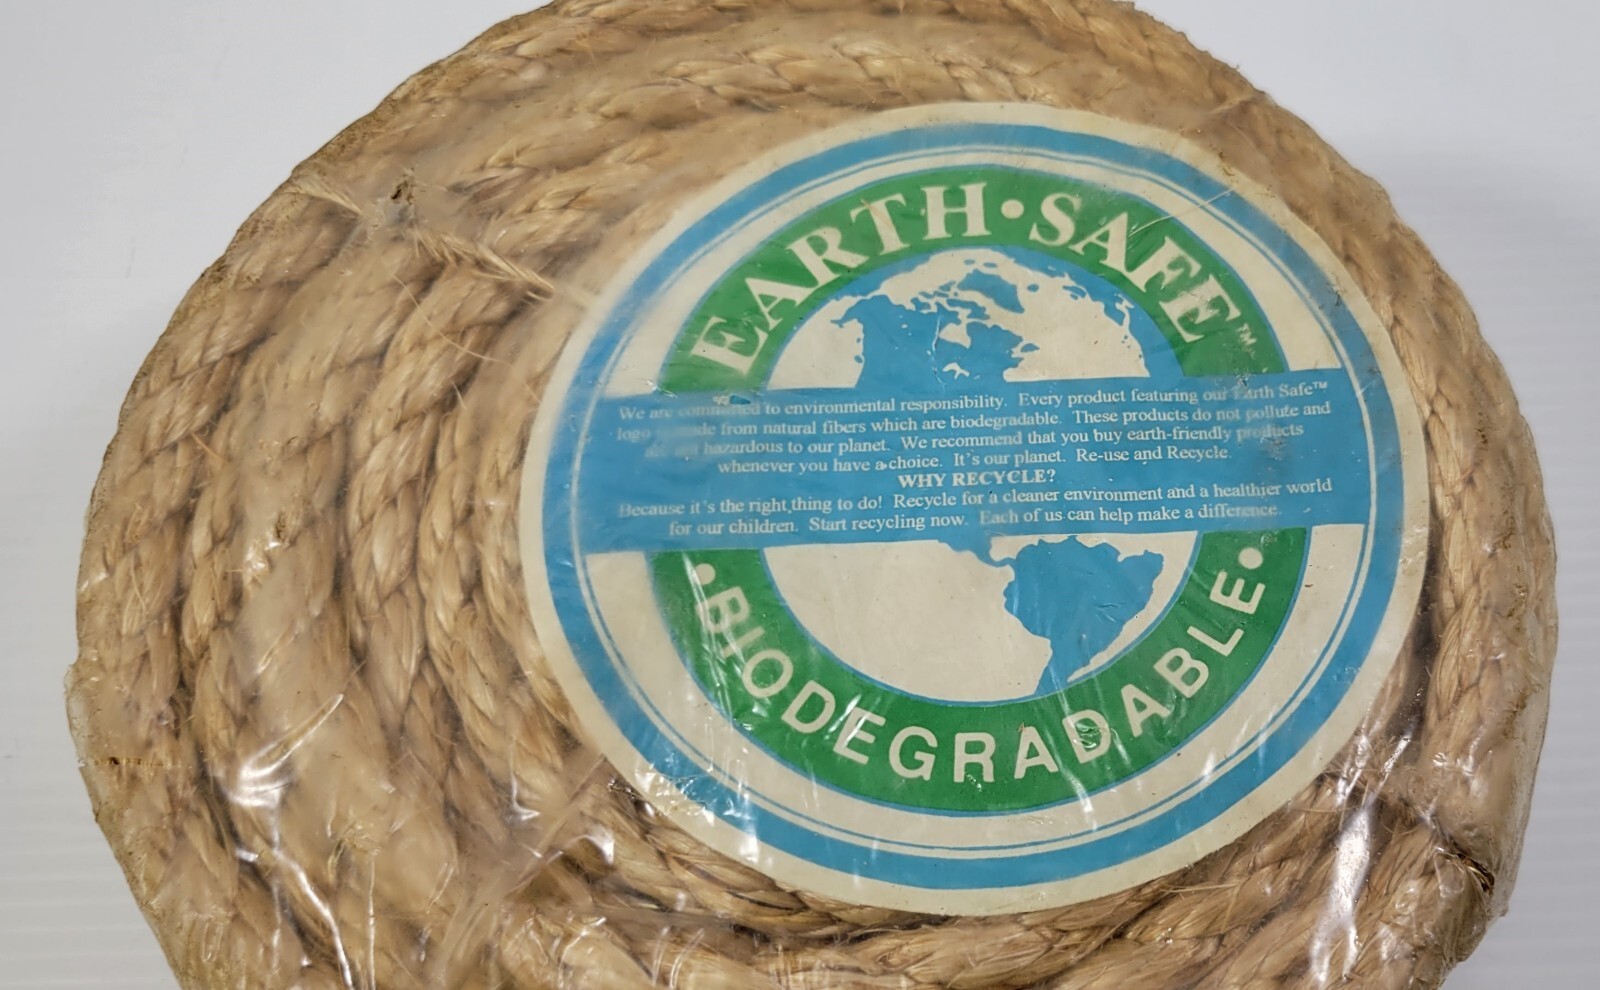 EARTH•SAFE™
We are committed to environmental responsibility. Every product featuring our Earth Safe™
logo made from natural fibers which are biodegradable. These products do not pollute and
hazardous to our planet. We recommend that you buy earth-friendly products
whenever you have a choice. It's our planet. Re-use and Recycle.
WHY RECYCLE?
Because it's the right thing to do! Recycle for a cleaner environment and a healthier world
for our children. Start recycling now. Each of us can help make a difference.
•BIODEGRADABLE•